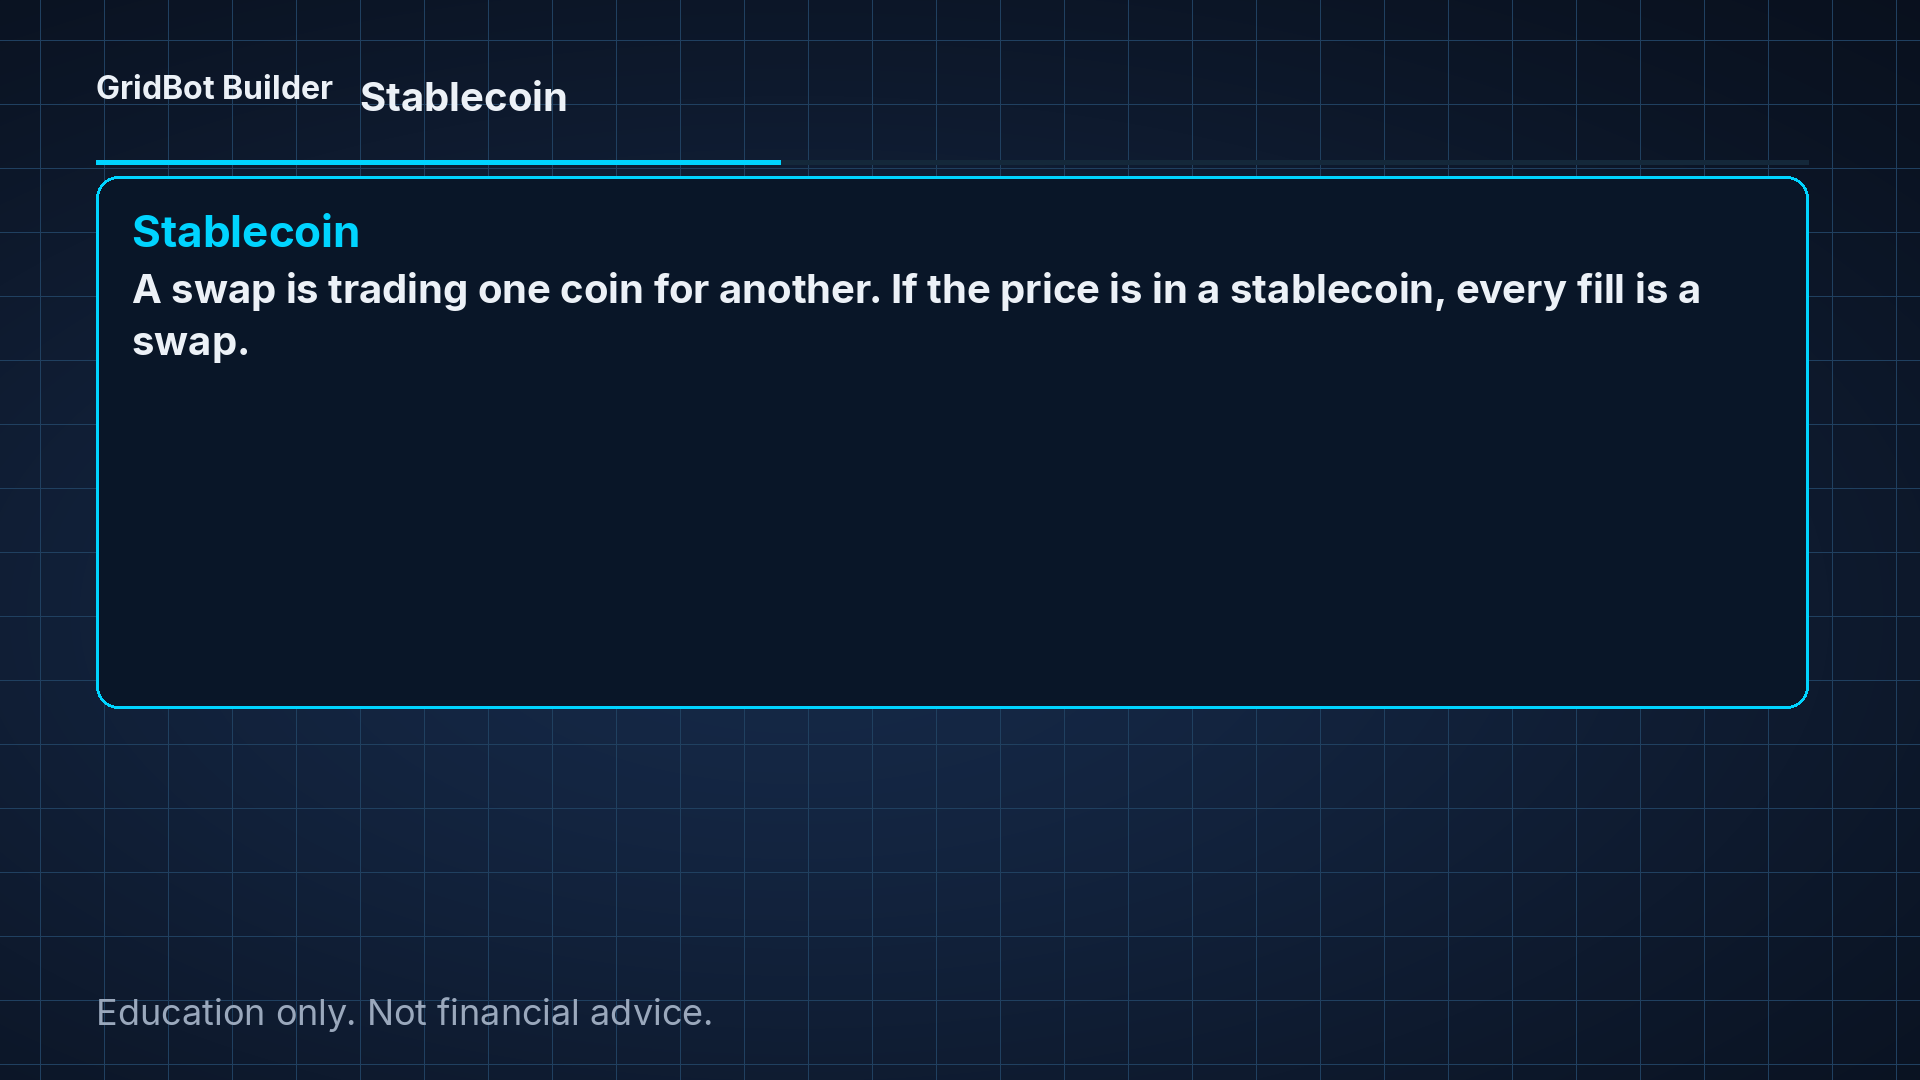 GridBot Builder
Stablecoin
Stablecoin
A swap is trading one coin for another. If the price is in a stablecoin, every fill is a
swap.
Education only. Not financial advice.